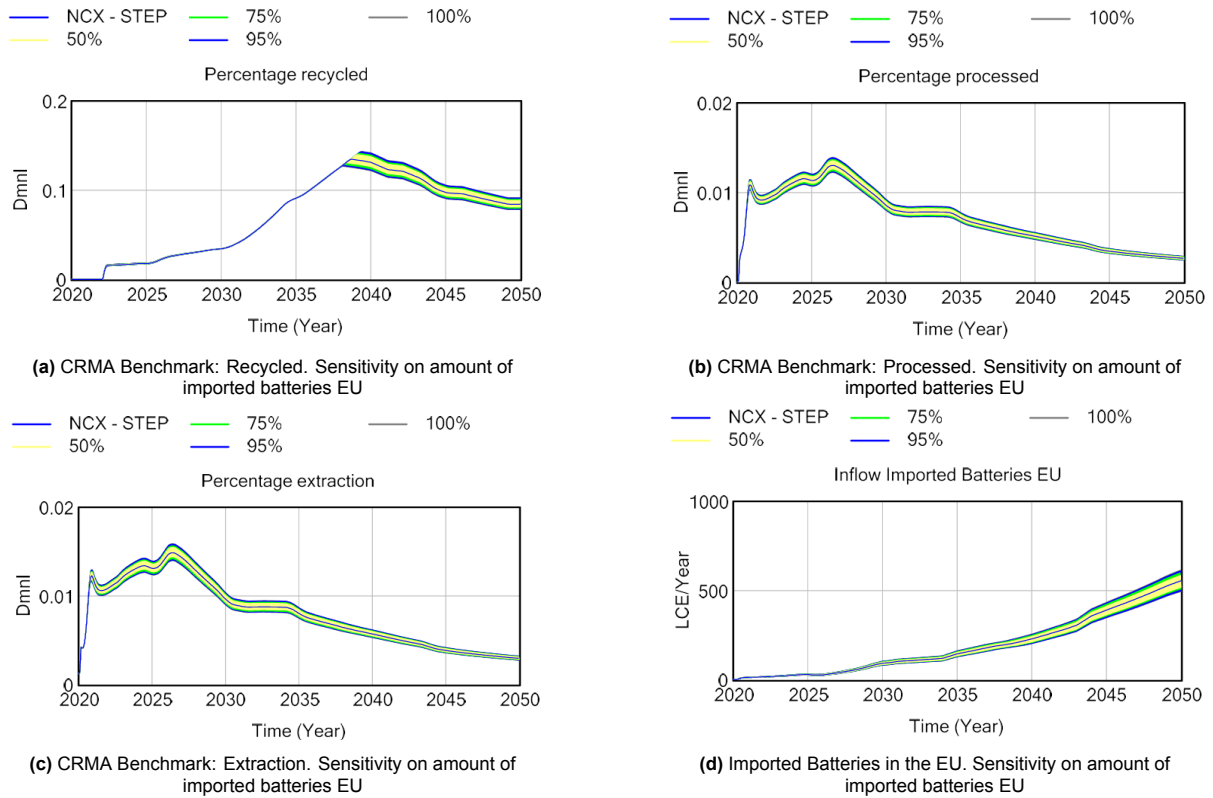 NCX - STEP 75% 100%
50% 95%
Percentage recycled
0.2
0.1
0
Dmnl
2020 2025 2030 2035 2040 2045 2050
Time (Year)
(a) CRMA Benchmark: Recycled. Sensitivity on amount of
imported batteries EU
NCX - STEP 75% 100%
50% 95%
Percentage processed
0.02
0.01
0
Dmnl
2020 2025 2030 2035 2040 2045 2050
Time (Year)
(b) CRMA Benchmark: Processed. Sensitivity on amount of
imported batteries EU
NCX - STEP 75% 100%
50% 95%
Percentage extraction
0.02
0.01
0
Dmnl
2020 2025 2030 2035 2040 2045 2050
Time (Year)
(c) CRMA Benchmark: Extraction. Sensitivity on amount of
imported batteries EU
NCX - STEP 75% 100%
50% 95%
Inflow Imported Batteries EU
1000
500
0
LCE/Year
2020 2025 2030 2035 2040 2045 2050
Time (Year)
(d) Imported Batteries in the EU. Sensitivity on amount of
imported batteries EU